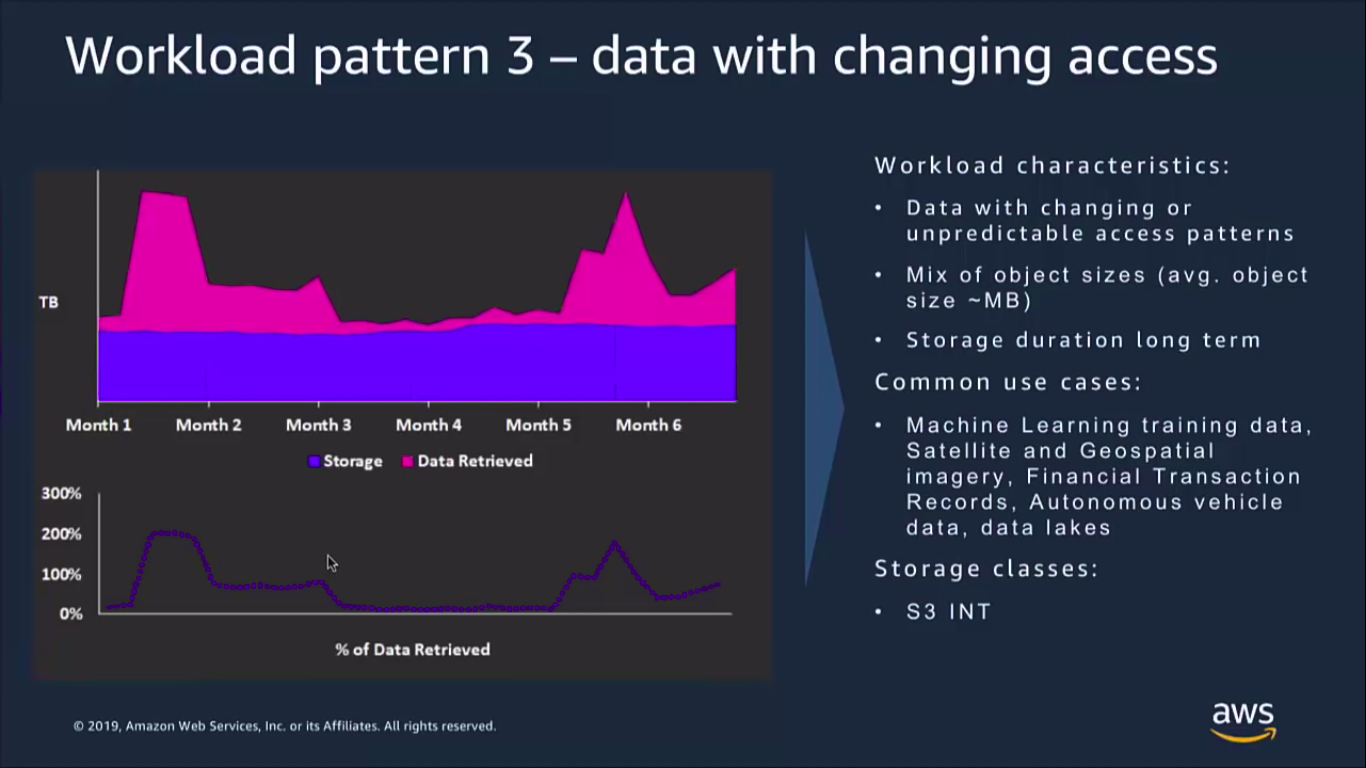 Workload pattern 3 – data with changing access
TB
Month 1 Month 2 Month 3 Month 4 Month 5 Month 6
Storage Data Retrieved
300%
200%
100%
0%
% of Data Retrieved
Workload characteristics:
• Data with changing or
unpredictable access patterns
• Mix of object sizes (avg. object
size ~MB)
• Storage duration long term
Common use cases:
• Machine Learning training data,
Satellite and Geospatial
imagery, Financial Transaction
Records, Autonomous vehicle
data, data lakes
Storage classes:
• S3 INT
© 2019, Amazon Web Services, Inc. or its Affiliates. All rights reserved.
aws